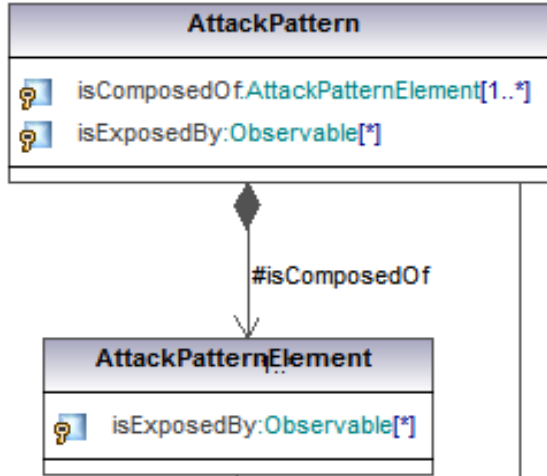 AttackPattern
isComposedOf:AttackPatternElement[1..*]
isExposedBy:Observable[*]
#isComposedOf
AttackPatternElement
isExposedBy:Observable[*]